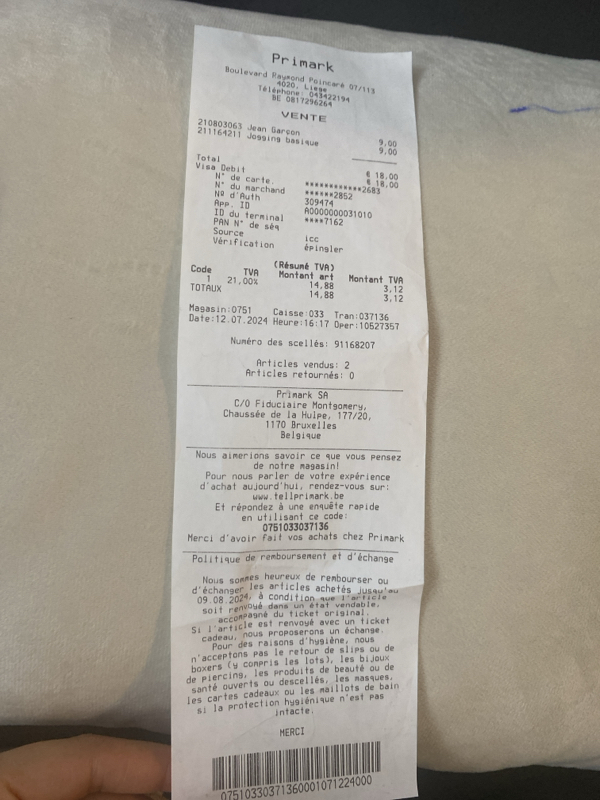 Primark
Boulevard Raymond Poincaré 07/113
4020, Liege
Téléphone: 043422194
BE 0817296264
VENTE
210803063 Jean Garcon 9,00
211164211 Jogging basique 9,00
Total € 18,00
Visa Debit € 18,00
N° de carte. ************2683
N° du marchand ******2852
Nº d'Auth 309474
App. ID A0000000031010
ID du terminal ****7162
PAN N° de séq
Source icc
Vérification épingler
(Résumé TVA)
Code TVA Montant art Montant TVA
1 21,00% 14,88 3,12
TOTAUX 14,88 3,12
Magasin:0751 Caisse:033 Tran:037136
Date:12.07.2024 Heure:16:17 Oper:10527357
Numéro des scellés: 91168207
Articles vendus: 2
Articles retournés: 0
Primark SA
C/O Fiduciaire Montgomery,
Chaussée de la Hulpe, 177/20,
1170 Bruxelles
Belgique
Nous aimerions savoir ce que vous pensez
de notre magasin!
Pour nous parler de votre expérience
d'achat aujourd'hui, rendez-vous sur:
www.tellprimark.be
Et répondez à une enquête rapide
en utilisant ce code:
0751033037136
Merci d'avoir fait vos achats chez Primark
Politique de remboursement et d'échange
Nous sommes heureux de rembourser ou
d'échanger les articles achetés jusqu'au
09.08.2024, à condition que l'article
soit renvoyé dans un état vendable,
accompagné du ticket original.
Si l'article est renvoyé avec un ticket
cadeau, nous proposerons un échange.
Pour des raisons d'hygiène, nous
n'acceptons pas le retour de slips ou de
boxers (y compris les lots), les bijoux
de piercing, les produits de beauté ou de
santé ouverts ou descellés, les masques,
les cartes cadeaux ou les maillots de bain
si la protection hygiénique n'est pas
intacte.
MERCI
07510330371360001071224000